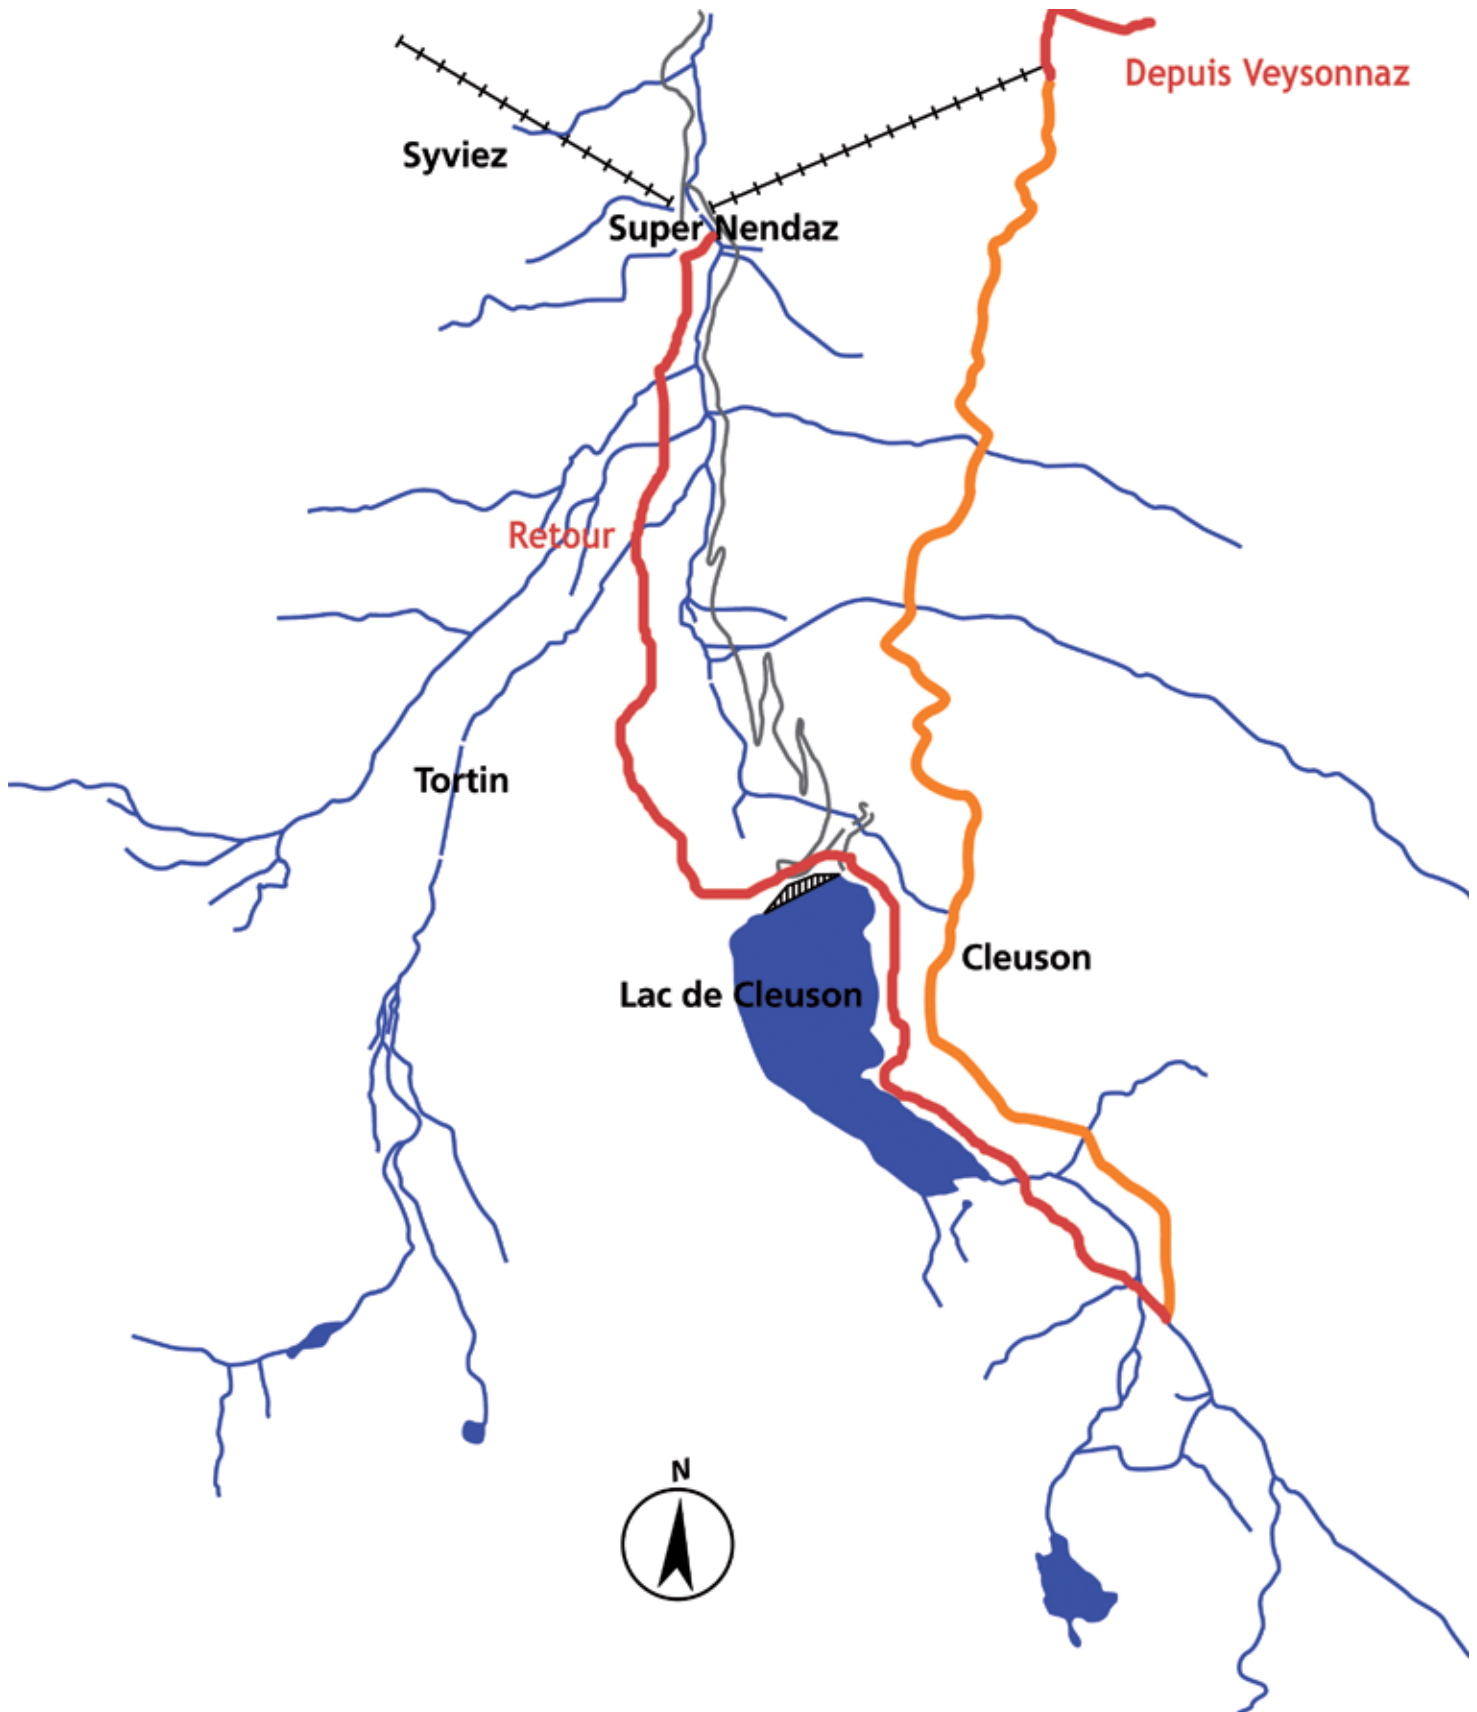 Depuis Veysonnaz
Syviez
Super Nendaz
Retour
Tortin
Cleuson
Lac de Cleuson
N